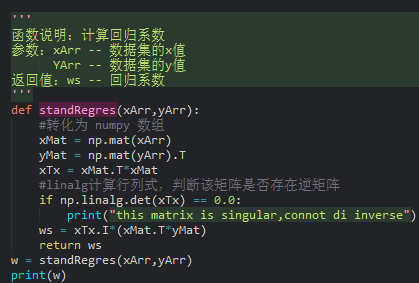 '''
函数说明：计算回归系数
参数：xArr -- 数据集的x值
      YArr -- 数据集的y值
返回值：ws -- 回归系数
'''
def standRegres(xArr,yArr):
    #转化为 numpy 数组
    xMat = np.mat(xArr)
    yMat = np.mat(yArr).T
    xTx = xMat.T*xMat
    #linalg计算行列式，判断该矩阵是否存在逆矩阵
    if np.linalg.det(xTx) == 0.0:
        print("this matrix is singular,connot di inverse")
    ws = xTx.I*(xMat.T*yMat)
    return ws
w = standRegres(xArr,yArr)
print(w)